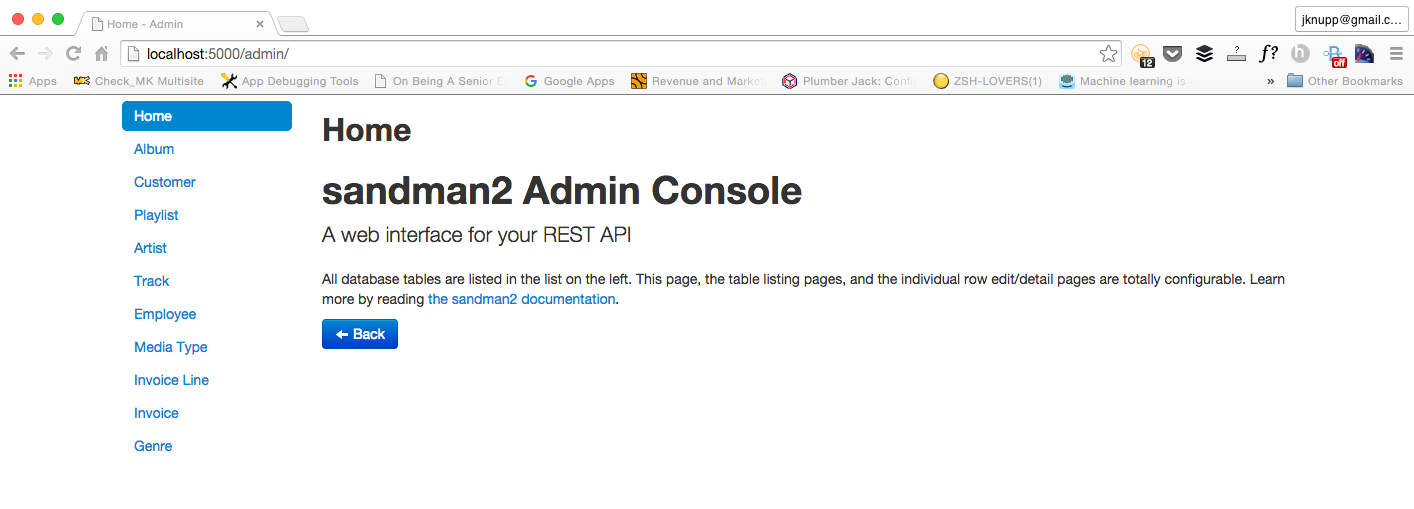 Home - Admin
jknupp@gmail.c...
localhost:5000/admin/
12
?
f?
h
off
Apps
Check_MK Multisite
App Debugging Tools
On Being A Senior E
Google Apps
Revenue and Market
Plumber Jack: Confi
ZSH-LOVERS(1)
Machine learning is
»
Other Bookmarks
Home
Album
Customer
Playlist
Artist
Track
Employee
Media Type
Invoice Line
Invoice
Genre
Home
sandman2 Admin Console
A web interface for your REST API
All database tables are listed in the list on the left. This page, the table listing pages, and the individual row edit/detail pages are totally configurable. Learn
more by reading the sandman2 documentation.
Back